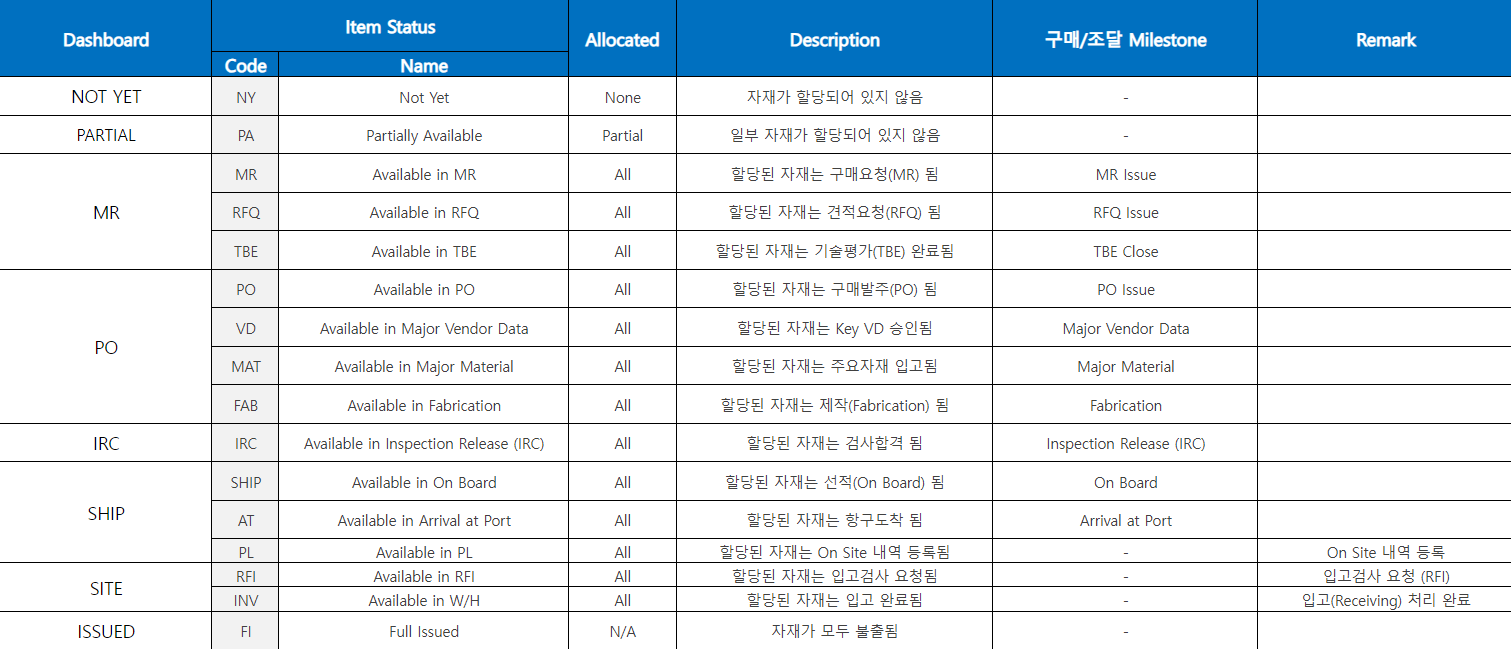 Dashboard Item Status Allocated Description 구매/조달 Milestone Remark
Code Name
NOT YET NY Not Yet None 자재가 할당되어 있지 않음 -
PARTIAL PA Partially Available Partial 일부 자재가 할당되어 있지 않음 -
MR MR Available in MR All 할당된 자재는 구매요청(MR) 됨 MR Issue
RFQ Available in RFQ All 할당된 자재는 견적요청(RFQ) 됨 RFQ Issue
TBE Available in TBE All 할당된 자재는 기술평가(TBE) 완료됨 TBE Close
PO PO Available in PO All 할당된 자재는 구매발주(PO) 됨 PO Issue
VD Available in Major Vendor Data All 할당된 자재는 Key VD 승인됨 Major Vendor Data
MAT Available in Major Material All 할당된 자재는 주요자재 입고됨 Major Material
FAB Available in Fabrication All 할당된 자재는 제작(Fabrication) 됨 Fabrication
IRC IRC Available in Inspection Release (IRC) All 할당된 자재는 검사합격 됨 Inspection Release (IRC)
SHIP SHIP Available in On Board All 할당된 자재는 선적(On Board) 됨 On Board
AT Available in Arrival at Port All 할당된 자재는 항구도착 됨 Arrival at Port
PL Available in PL All 할당된 자재는 On Site 내역 등록됨 - On Site 내역 등록
SITE RFI Available in RFI All 할당된 자재는 입고검사 요청됨 - 입고검사 요청 (RFI)
INV Available in W/H All 할당된 자재는 입고 완료됨 - 입고(Receiving) 처리 완료
ISSUED FI Full Issued N/A 자재가 모두 불출됨 -